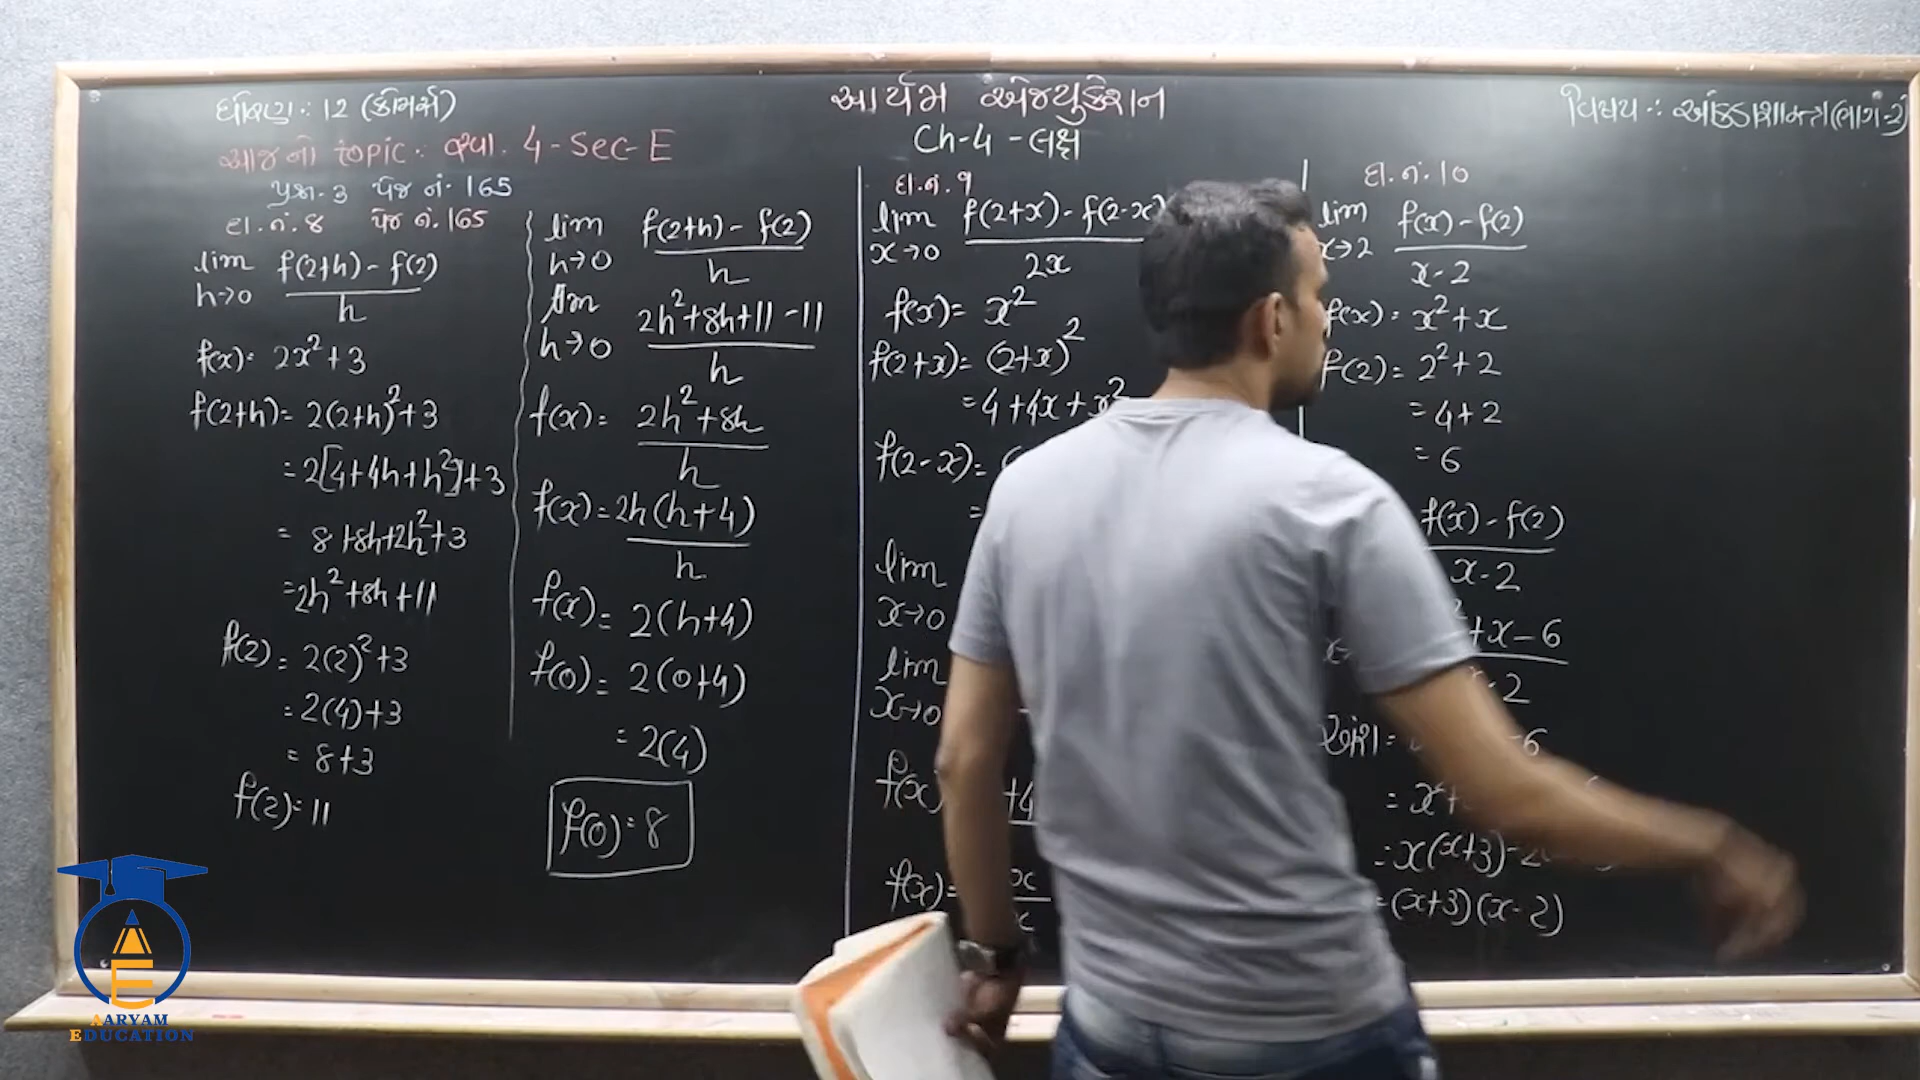 ધોરણ : 12 (કોમર્સ)
આર્યમ એજ્યુકેશન
વિષય : આંકડાશાસ્ત્ર (ભાગ-2)
આજનો topic : સ્વા. 4 - Sec - E
Ch-4 - લક્ષ
પ્રશ્ન-3 પેજ નં. 165
દા.નં. 8 પેજ નં. 165
lim f(2+h) - f(2)
h→0 h
f(x) = 2x²+3
f(2+h) = 2(2+h)²+3
= 2[4+4h+h²]+3
= 8+8h+2h²+3
= 2h²+8h+11
f(2) = 2(2)²+3
= 2(4)+3
= 8+3
f(2) = 11
lim f(2+h) - f(2)
h→0 h
lim 2h²+8h+11-11
h→0 h
f(x) = 2h²+8h
h
f(x) = 2h(h+4)
h
f(x) = 2(h+4)
f(0) = 2(0+4)
= 2(4)
f(0) = 8
દા.નં. 9
lim f(2+x) - f(2-x)
x→0 2x
f(x) = x²
f(2+x) = (2+x)²
= 4+4x+x²
f(2-x) = (
=
lim
x→0
lim
x→0
f(x)
+4
f(x) =
દા.નં. 10
lim f(x) - f(2)
x→2 x-2
f(x) = x²+x
f(2) = 2²+2
= 4+2
= 6
f(x) - f(2)
x-2
+x-6
-2
અંશ = -6
= x²+
= x(x+3)-2
= (x+3)(x-2)
AARYAM
EDUCATION